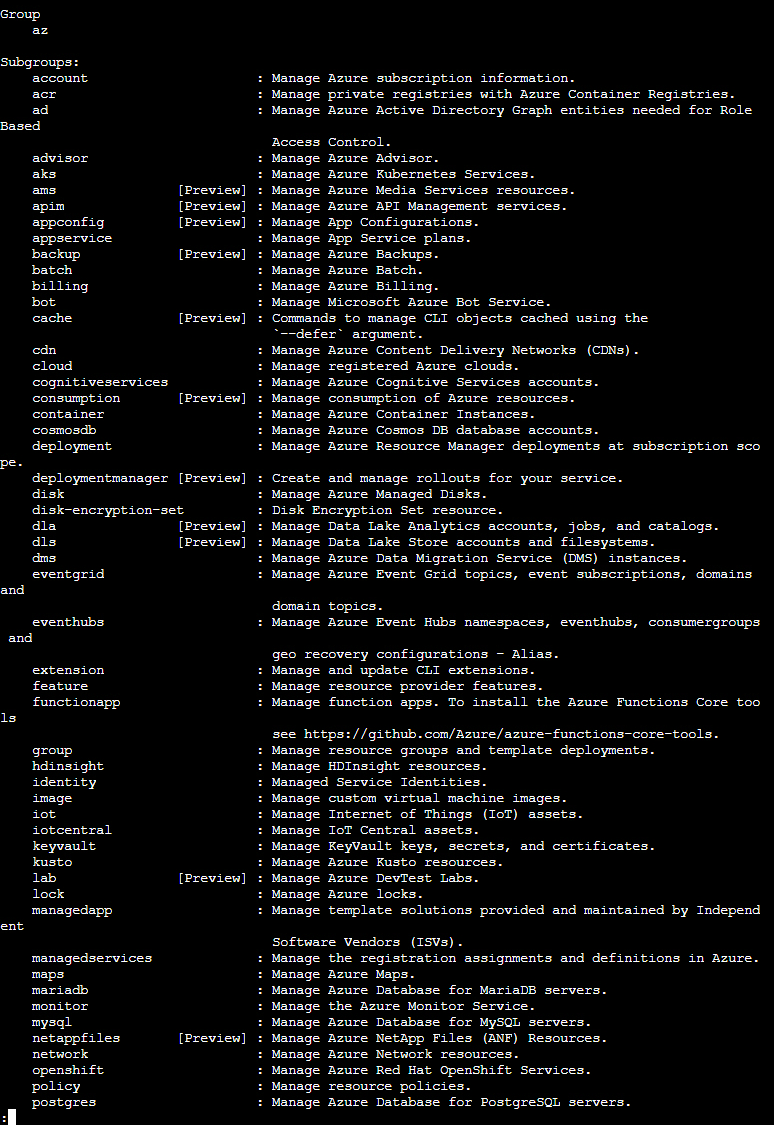 Group
    az

Subgroups:
    account                     : Manage Azure subscription information.
    acr                         : Manage private registries with Azure Container Registries.
    ad                          : Manage Azure Active Directory Graph entities needed for Role
Based
                                  Access Control.
    advisor                     : Manage Azure Advisor.
    aks                         : Manage Azure Kubernetes Services.
    ams               [Preview] : Manage Azure Media Services resources.
    apim              [Preview] : Manage Azure API Management services.
    appconfig         [Preview] : Manage App Configurations.
    appservice                  : Manage App Service plans.
    backup            [Preview] : Manage Azure Backups.
    batch                       : Manage Azure Batch.
    billing                     : Manage Azure Billing.
    bot                         : Manage Microsoft Azure Bot Service.
    cache             [Preview] : Commands to manage CLI objects cached using the
                                  `--defer` argument.
    cdn                         : Manage Azure Content Delivery Networks (CDNs).
    cloud                       : Manage registered Azure clouds.
    cognitiveservices           : Manage Azure Cognitive Services accounts.
    consumption       [Preview] : Manage consumption of Azure resources.
    container                   : Manage Azure Container Instances.
    cosmosdb                    : Manage Azure Cosmos DB database accounts.
    deployment                  : Manage Azure Resource Manager deployments at subscription sco
pe.
    deploymentmanager [Preview] : Create and manage rollouts for your service.
    disk                        : Manage Azure Managed Disks.
    disk-encryption-set         : Disk Encryption Set resource.
    dla               [Preview] : Manage Data Lake Analytics accounts, jobs, and catalogs.
    dls               [Preview] : Manage Data Lake Store accounts and filesystems.
    dms                         : Manage Azure Data Migration Service (DMS) instances.
    eventgrid                   : Manage Azure Event Grid topics, event subscriptions, domains
and
                                  domain topics.
    eventhubs                   : Manage Azure Event Hubs namespaces, eventhubs, consumergroups
 and
                                  geo recovery configurations - Alias.
    extension                   : Manage and update CLI extensions.
    feature                     : Manage resource provider features.
    functionapp                 : Manage function apps. To install the Azure Functions Core too
ls
                                  see https://github.com/Azure/azure-functions-core-tools.
    group                       : Manage resource groups and template deployments.
    hdinsight                   : Manage HDInsight resources.
    identity                    : Managed Service Identities.
    image                       : Manage custom virtual machine images.
    iot                         : Manage Internet of Things (IoT) assets.
    iotcentral                  : Manage IoT Central assets.
    keyvault                    : Manage KeyVault keys, secrets, and certificates.
    kusto                       : Manage Azure Kusto resources.
    lab               [Preview] : Manage Azure DevTest Labs.
    lock                        : Manage Azure locks.
    managedapp                  : Manage template solutions provided and maintained by Independ
ent
                                  Software Vendors (ISVs).
    managedservices             : Manage the registration assignments and definitions in Azure.
    maps                        : Manage Azure Maps.
    mariadb                     : Manage Azure Database for MariaDB servers.
    monitor                     : Manage the Azure Monitor Service.
    mysql                       : Manage Azure Database for MySQL servers.
    netappfiles       [Preview] : Manage Azure NetApp Files (ANF) Resources.
    network                     : Manage Azure Network resources.
    openshift                   : Manage Azure Red Hat OpenShift Services.
    policy                      : Manage resource policies.
    postgres                    : Manage Azure Database for PostgreSQL servers.
: